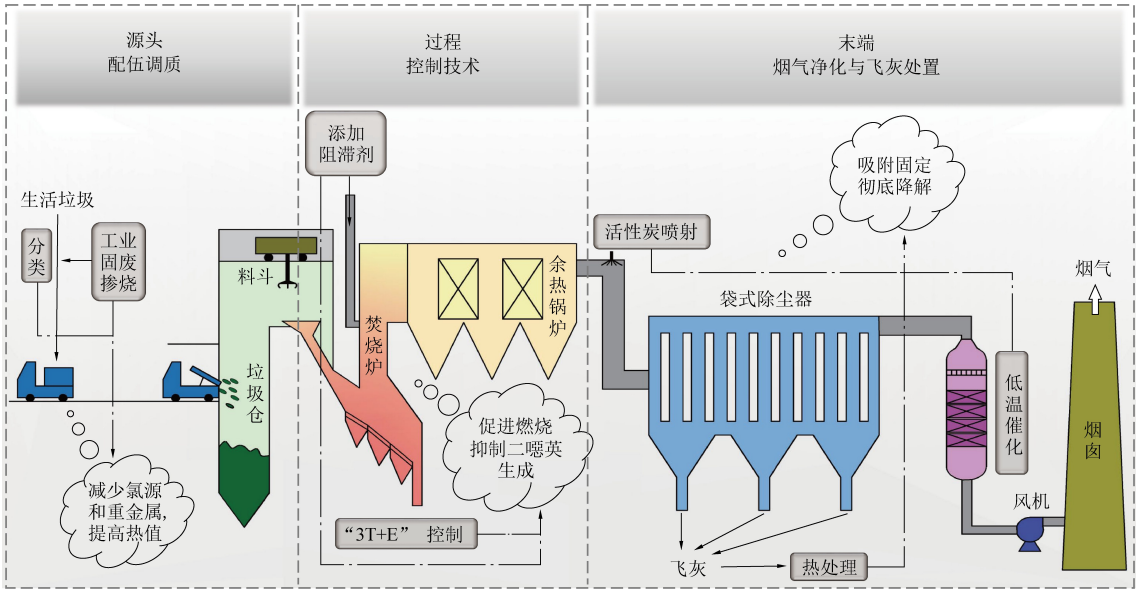 源头
配伍调质
过程
控制技术
末端
烟气净化与飞灰处置
添加
阻滞剂
吸附固定
彻底降解
生活垃圾
分类
工业
固废
掺烧
料斗
垃圾仓
减少氯源
和重金属,
提高热值
焚烧炉
余热锅炉
促进燃烧
抑制二噁英
生成
“3T+E” 控制
活性炭喷射
袋式除尘器
飞灰
热处理
低温催化
风机
烟气
烟囱